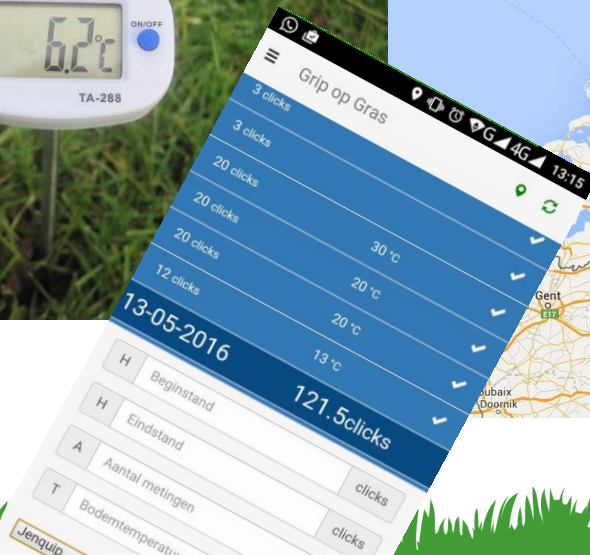 6.2°C
ON/OFF
TA-288
13:15
4G
G
Grip op Gras
3 clicks
3 clicks
20 clicks
30 °C
20 clicks
20 °C
20 clicks
20 °C
12 clicks
13 °C
13-05-2016
121.5clicks
H
Beginstand
clicks
H
Eindstand
clicks
A
Aantal metingen
T
Jenquip
Gent
E17
Doornik